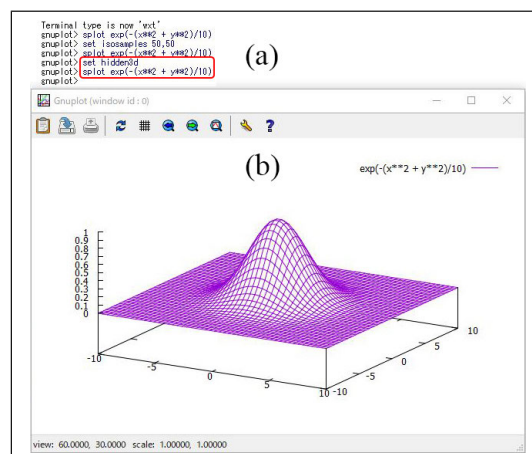 Terminal type is now 'wxt'
gnuplot> splot exp(-(x**2 + y**2)/10)
gnuplot> set isosamples 50,50
gnuplot> splot exp(-(x**2 + y**2)/10)
gnuplot> set hidden3d
gnuplot> splot exp(-(x**2 + y**2)/10)
gnuplot>
(a)
Gnuplot (window id : 0)
(b)
exp(-(x**2 + y**2)/10)
1
0.9
0.8
0.7
0.6
0.5
0.4
0.3
0.2
0.1
0
-10
-5
0
5
10
-10
-5
0
5
10
view: 60.0000, 30.0000 scale: 1.00000, 1.00000